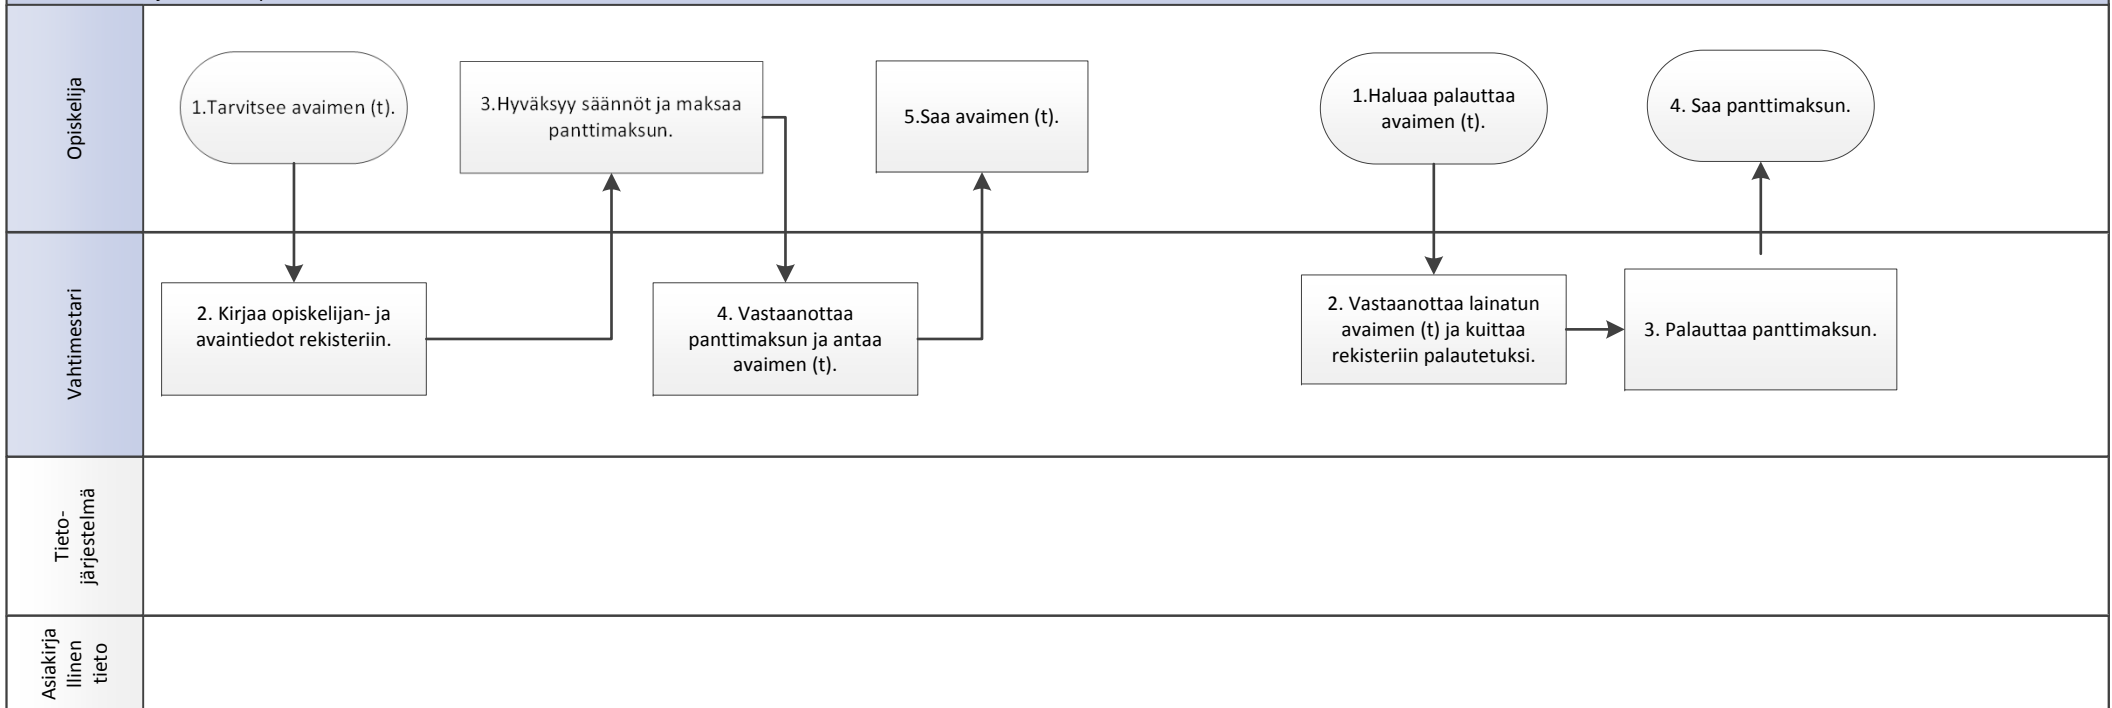 Opiskelija
1.Tarvitsee avaimen (t).
3.Hyväksyy säännöt ja maksaa
panttimaksun.
5.Saa avaimen (t).
1.Haluaa palauttaa
avaimen (t).
4. Saa panttimaksun.
Vahtimestari
2. Kirjaa opiskelijan- ja
avaintiedot rekisteriin.
4. Vastaanottaa
panttimaksun ja antaa
avaimen (t).
2. Vastaanottaa lainatun
avaimen (t) ja kuittaa
rekisteriin palautetuksi.
3. Palauttaa panttimaksun.
Tieto-
järjestelmä
Asiakirja
llinen
tieto